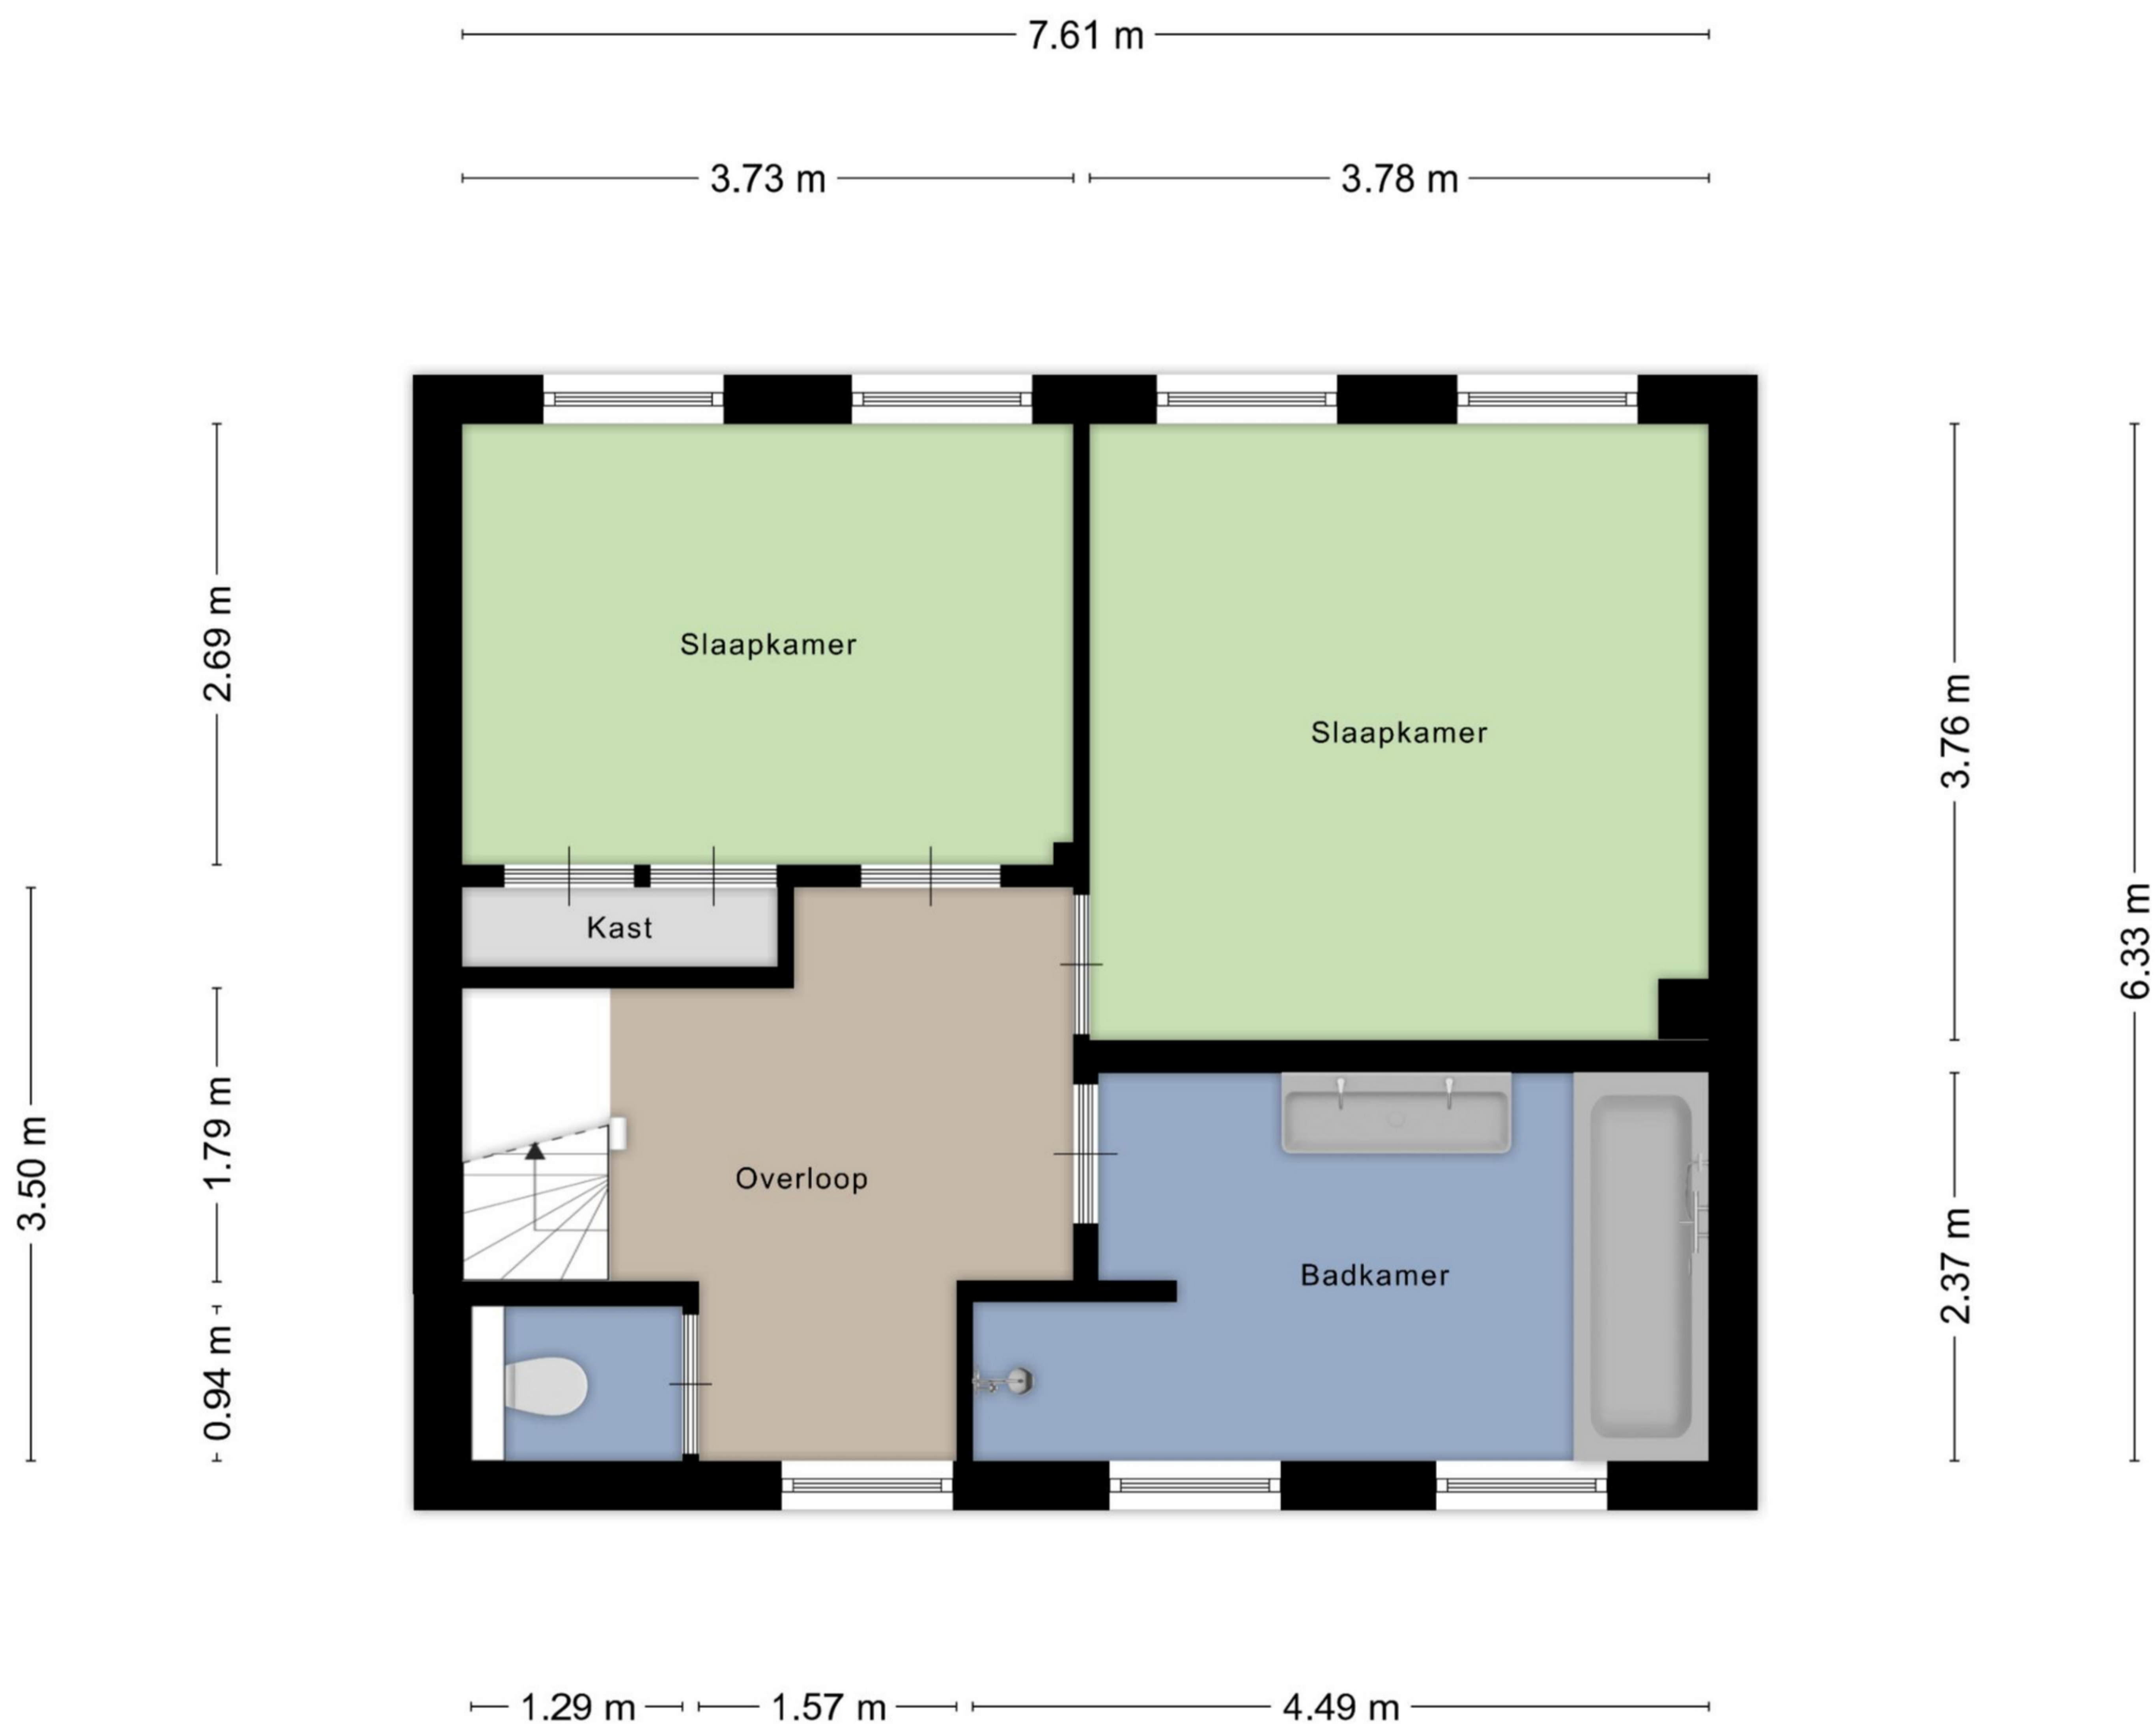 7.61 m
3.73 m
3.78 m
2.69 m
Slaapkamer
Slaapkamer
3.76 m
6.33 m
Kast
3.50 m
1.79 m
Overloop
Badkamer
2.37 m
0.94 m
1.29 m
1.57 m
4.49 m